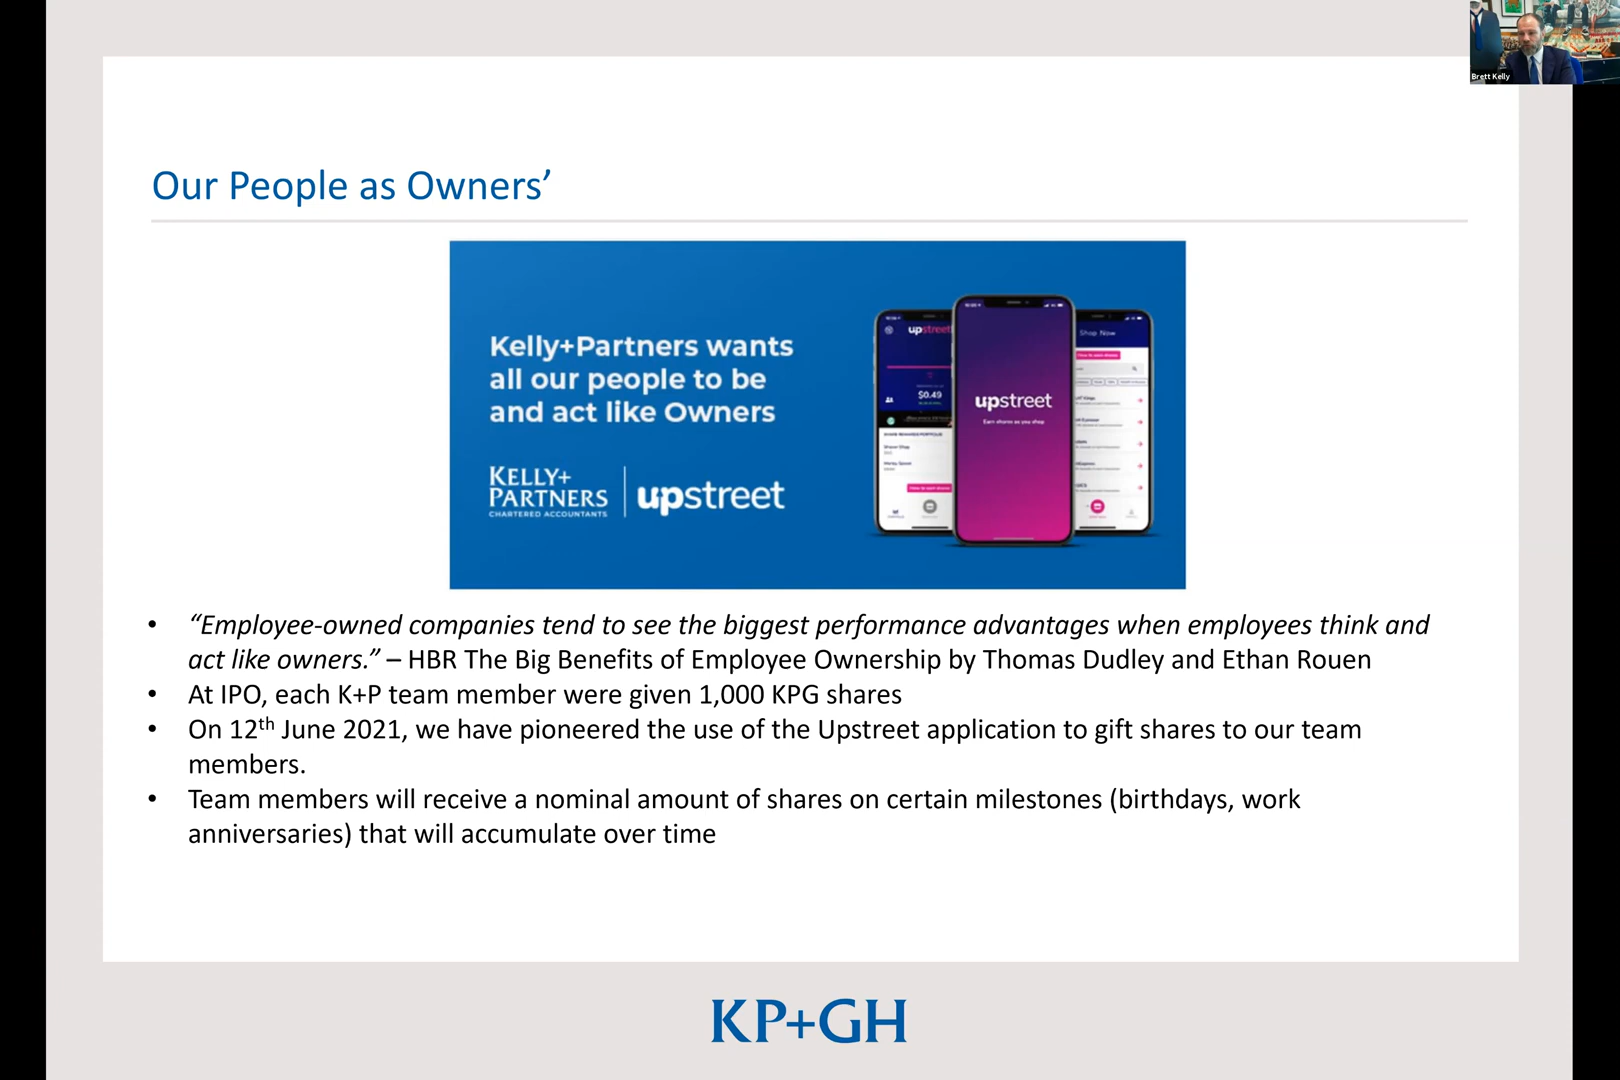 Brett Kelly
Our People as Owners’
Kelly+Partners wants
all our people to be
and act like Owners
KELLY+
PARTNERS
CHARTERED ACCOUNTANTS
upstreet
upstreet
$0.49
upstreet
Earn shares as you shop
Shop Now
• “Employee-owned companies tend to see the biggest performance advantages when employees think and
act like owners.” – HBR The Big Benefits of Employee Ownership by Thomas Dudley and Ethan Rouen
• At IPO, each K+P team member were given 1,000 KPG shares
• On 12th June 2021, we have pioneered the use of the Upstreet application to gift shares to our team
members.
• Team members will receive a nominal amount of shares on certain milestones (birthdays, work
anniversaries) that will accumulate over time
KP+GH